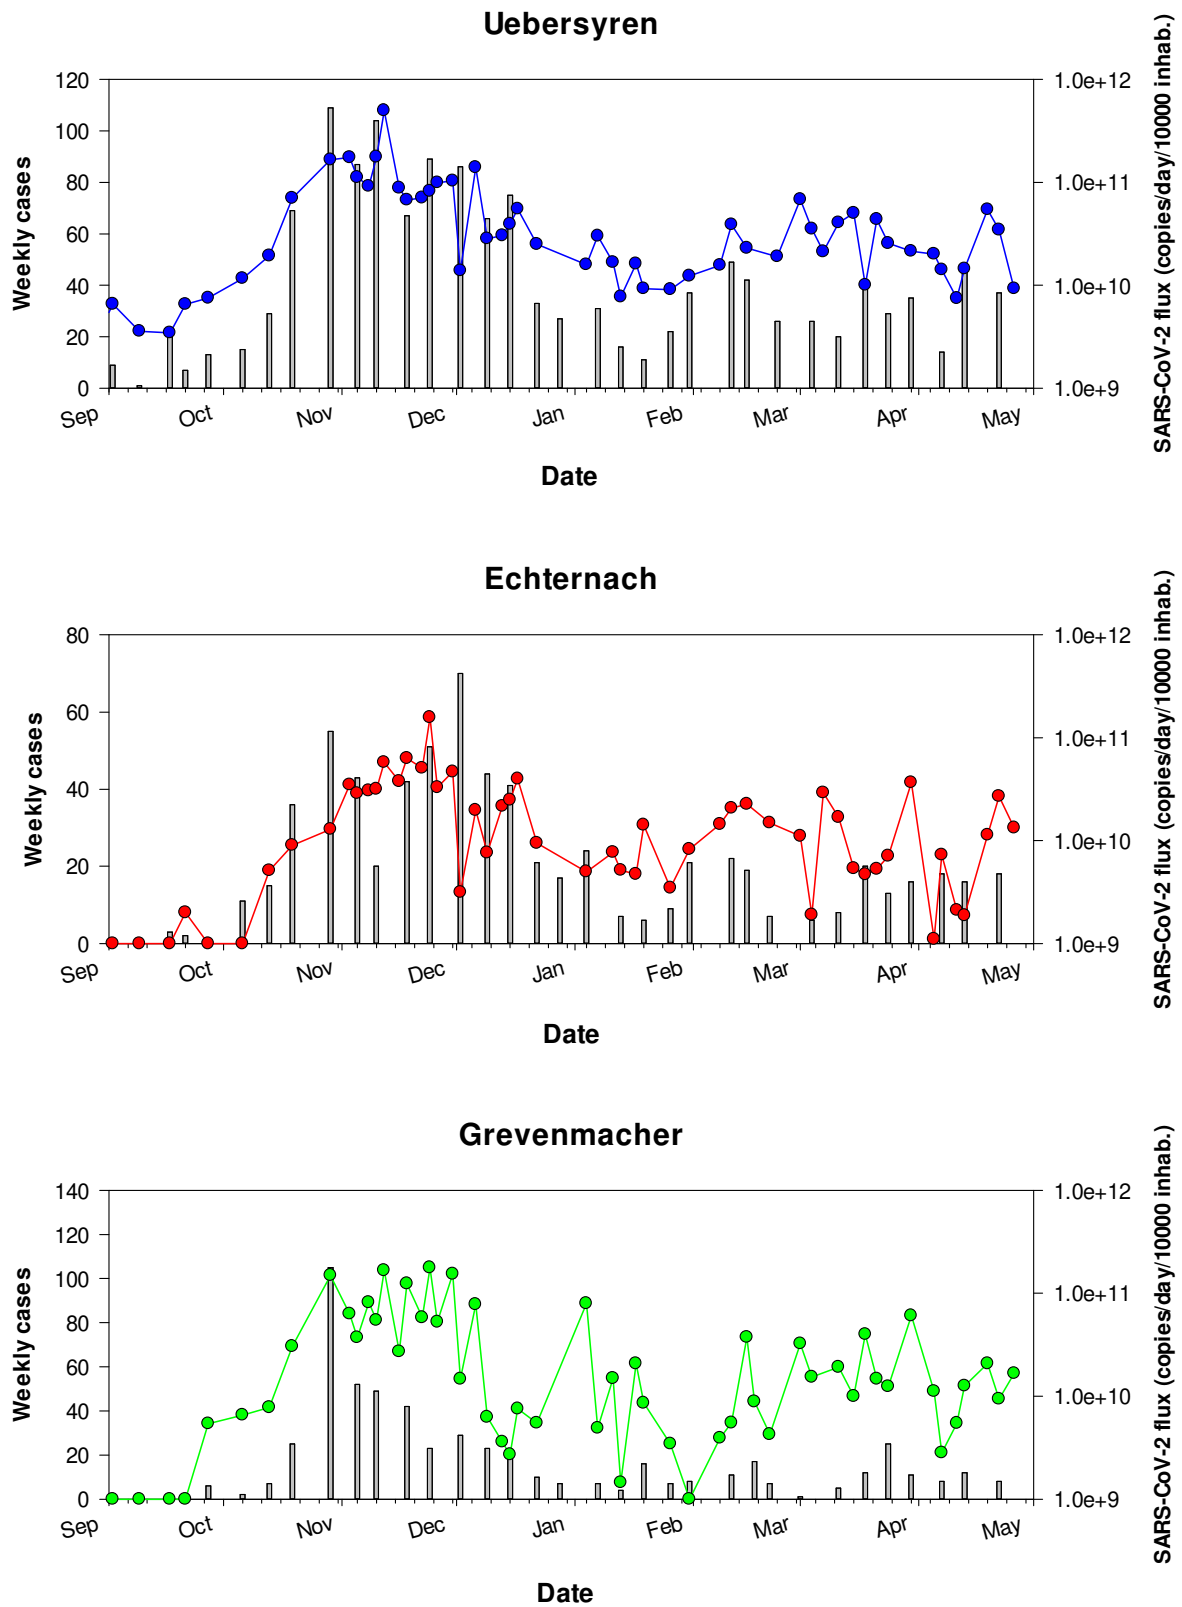 Uebersyren
Weekly cases
120
100
80
60
40
20
0
1.0e+12
1.0e+11
1.0e+10
1.0e+9
SARS-CoV-2 flux (copies/day/10000 inhab.)
Sep Oct Nov Dec Jan Feb Mar Apr May
Date
Echternach
Weekly cases
80
60
40
20
0
1.0e+12
1.0e+11
1.0e+10
1.0e+9
SARS-CoV-2 flux (copies/day/10000 inhab.)
Sep Oct Nov Dec Jan Feb Mar Apr May
Date
Grevenmacher
Weekly cases
140
120
100
80
60
40
20
0
1.0e+12
1.0e+11
1.0e+10
1.0e+9
SARS-CoV-2 flux (copies/day/10000 inhab.)
Sep Oct Nov Dec Jan Feb Mar Apr May
Date